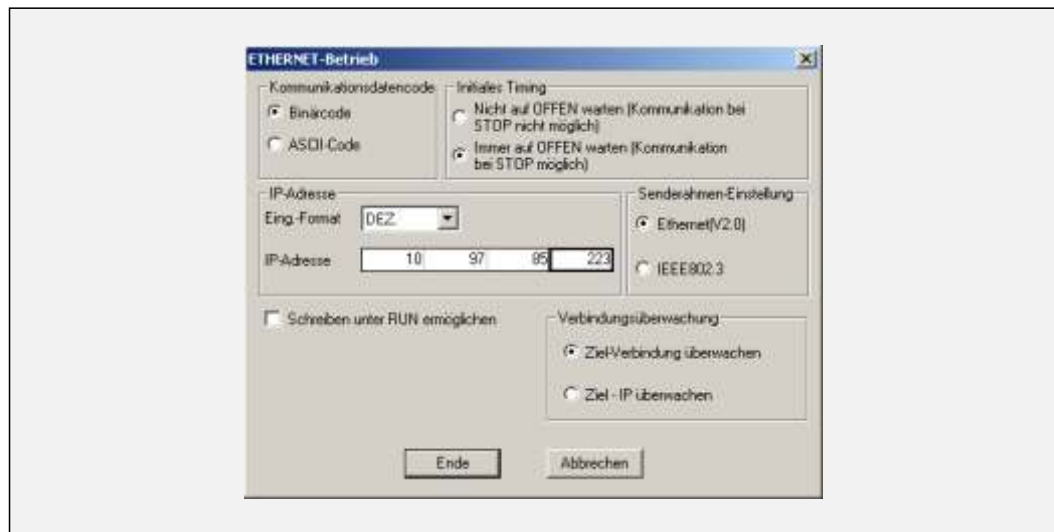 ETHERNET-Betrieb
Kommunikationsdatencode
Binärcode
ASCII-Code
Initiales Timing
Nicht auf OFFEN warten (Kommunikation bei
STOP nicht möglich)
Immer auf OFFEN warten (Kommunikation
bei STOP möglich)
IP-Adresse
Eing.-Format DEZ.
IP-Adresse 10 97 85 223
Senderahmen-Einstellung
Ethernet(V2.0)
IEEE802.3
Schreiben unter RUN ermöglichen
Verbindungsüberwachung
Ziel-Verbindung überwachen
Ziel - IP überwachen
Ende
Abbrechen